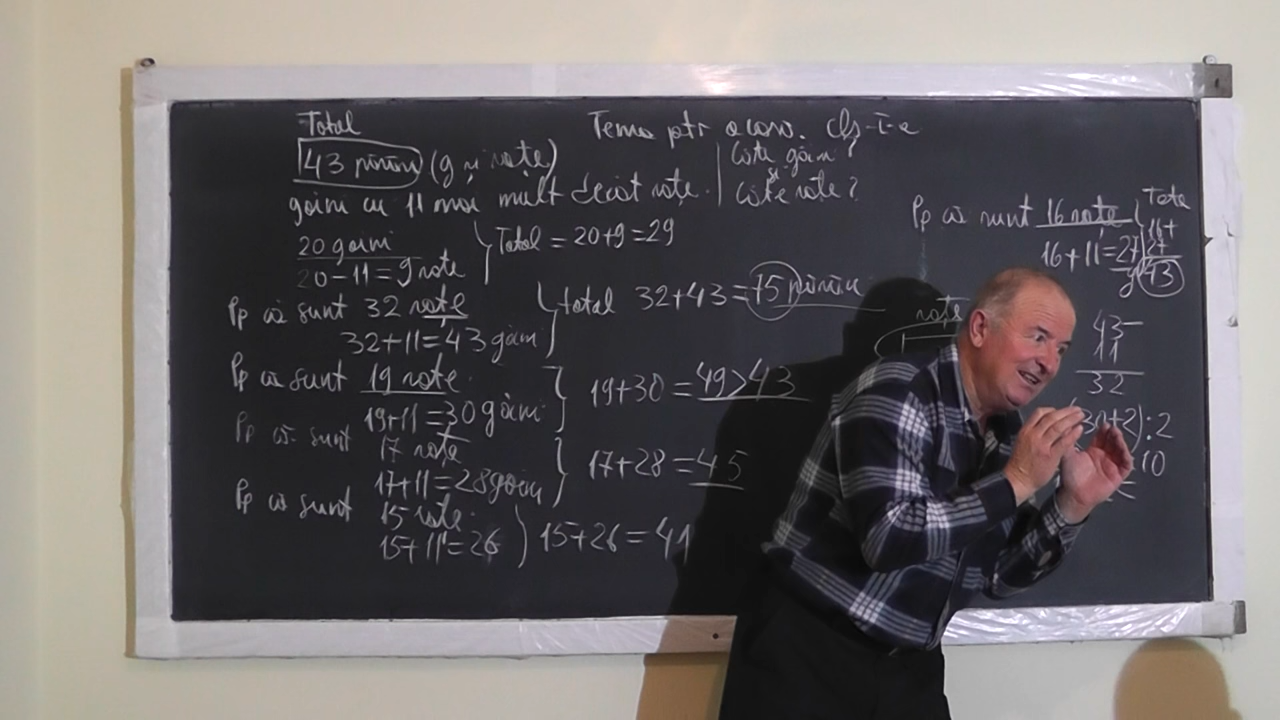 Total
Tema ptr acasă. cls-I-a
43 păsări (g și rațe)
Câte găini?
și
găini cu 11 mai mult decât rațe.
Câte rațe?
20 găini
20-11=9 rațe
Total = 20+9=29
Pp că sunt 32 rațe
32+11=43 găini
total 32+43=75 păsări
Pp că sunt 19 rațe.
19+11=30 găini
19+30=49>43
Pp că sunt 17 rațe
17+11=28 găini
17+28=45
Pp că sunt 15 rațe.
15+11=26
15+26=41
Pp că sunt 16 rațe
16+11=27
g
Total
16+
27
43
rațe
43-
11
32
30+2):2
10